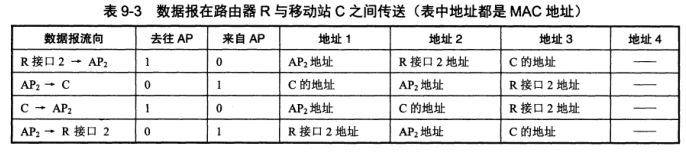 表 9-3 数据报在路由器 R 与移动站 C 之间传送（表中地址都是 MAC 地址）
数据报流向 去往 AP 来自 AP 地址 1 地址 2 地址 3 地址 4
R 接口 2 → AP₂ 1 0 AP₂ 地址 R 接口 2 地址 C 的地址 ——
AP₂ → C 0 1 C 的地址 AP₂ 地址 R 接口 2 地址 ——
C → AP₂ 1 0 AP₂ 地址 C 的地址 R 接口 2 地址 ——
AP₂ → R 接口 2 0 1 R 接口 2 地址 AP₂ 地址 C 的地址 ——